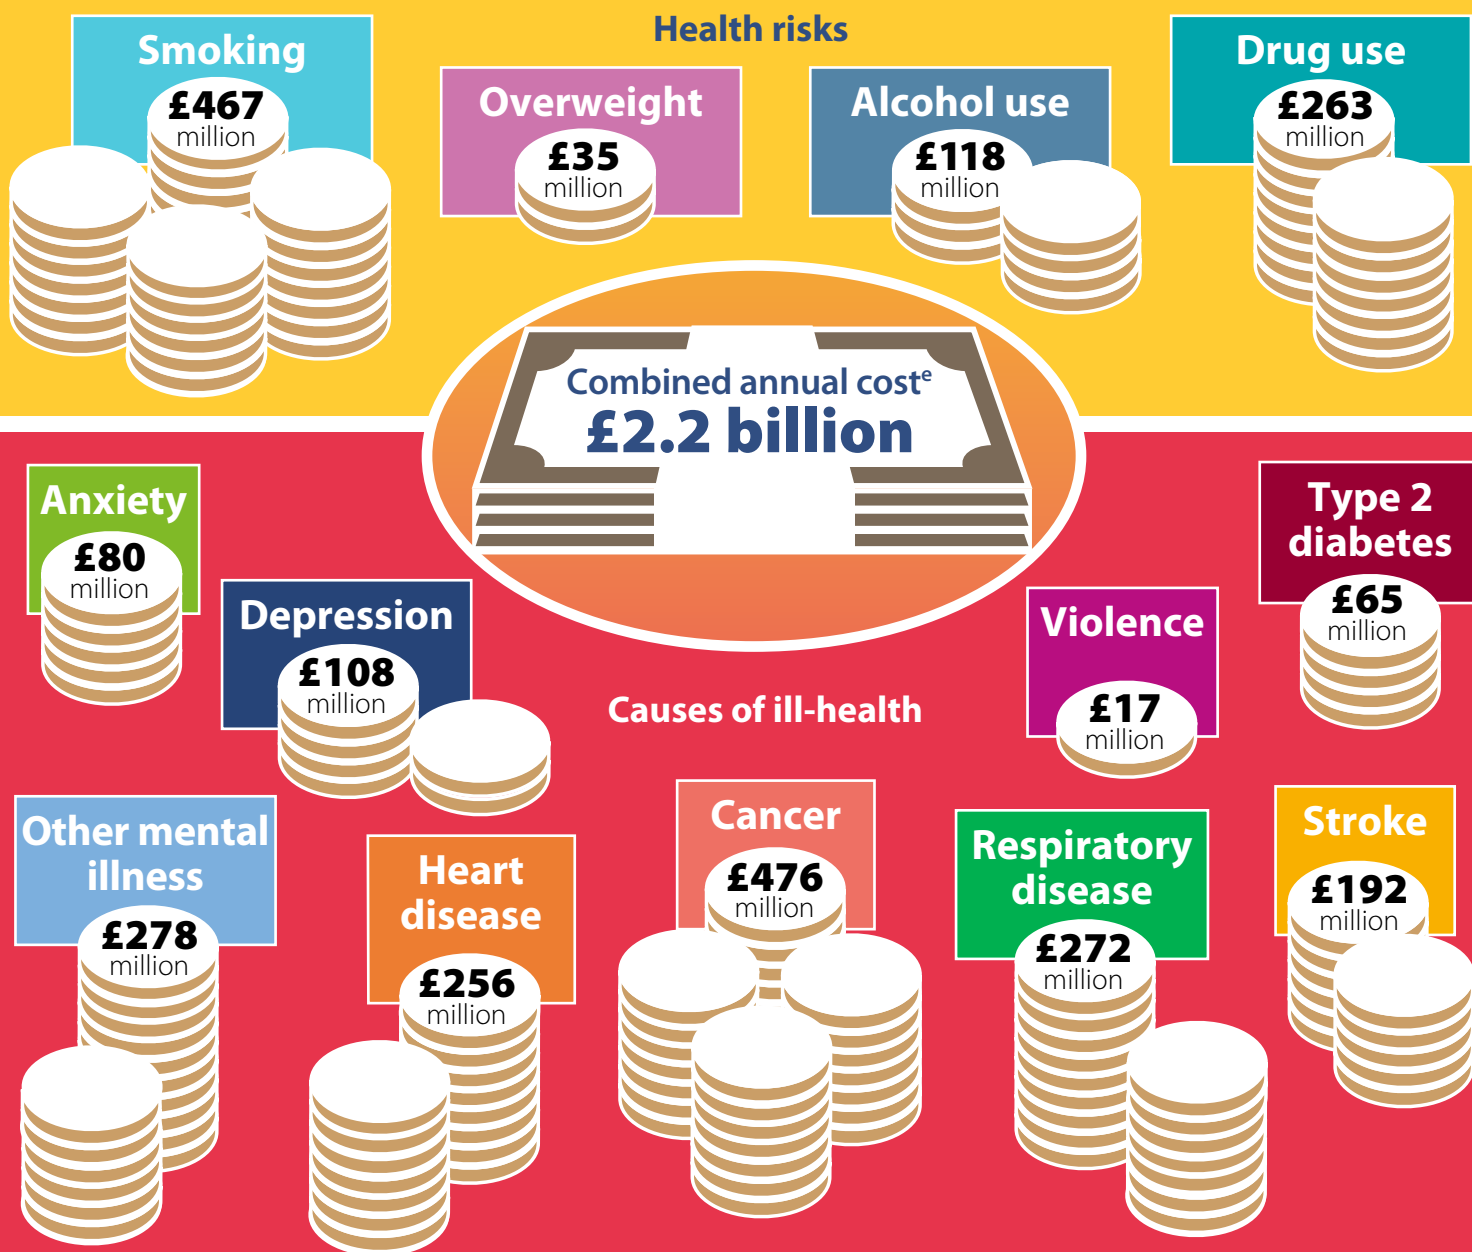 Health risks
Smoking
£467
million
Overweight
£35
million
Alcohol use
£118
million
Drug use
£263
million
Combined annual costᵉ
£2.2 billion
Anxiety
£80
million
Depression
£108
million
Causes of ill-health
Violence
£17
million
Type 2
diabetes
£65
million
Other mental
illness
£278
million
Heart
disease
£256
million
Cancer
£476
million
Respiratory
disease
£272
million
Stroke
£192
million